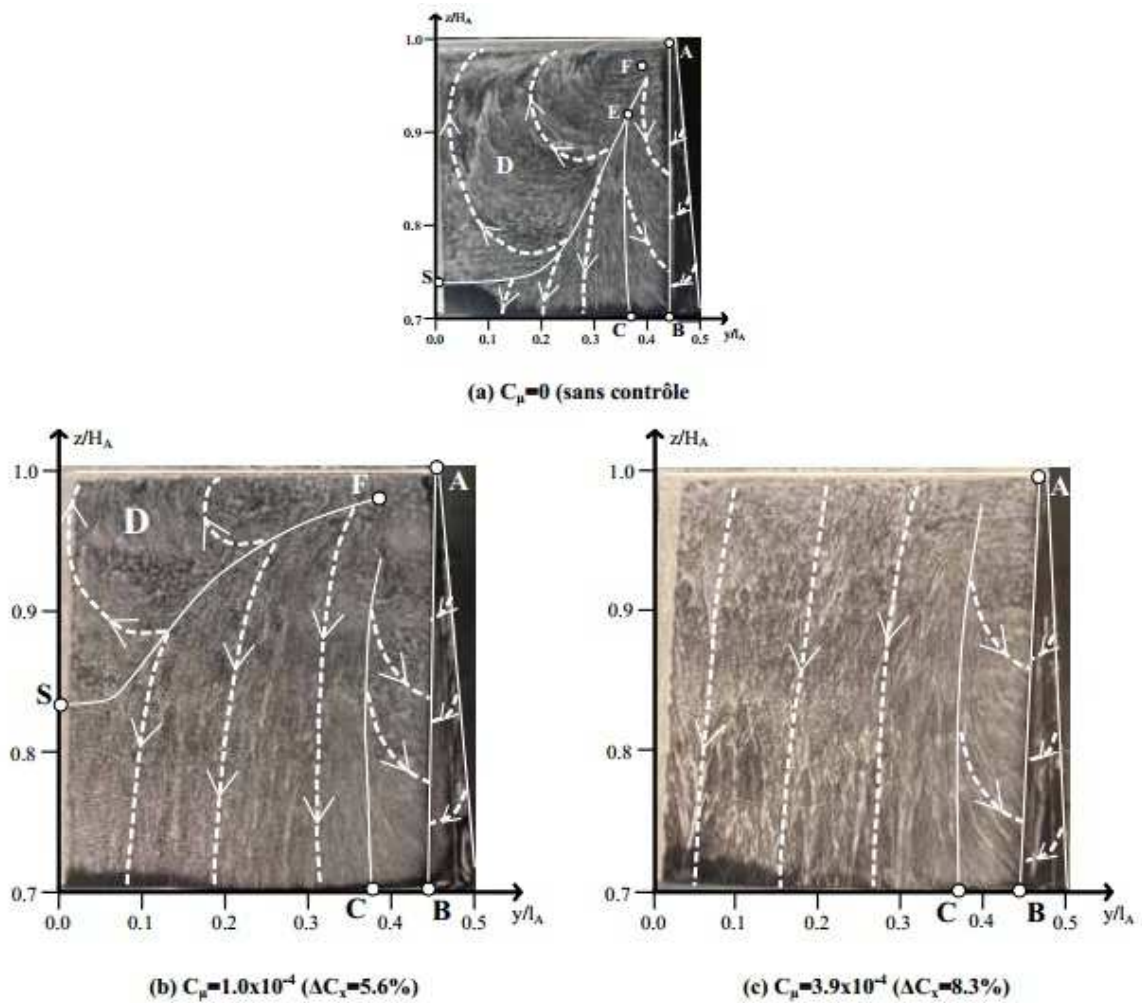 z/H_A
1.0
A
F
E
0.9
D
0.8
S
0.7
C
B
0.0
0.1
0.2
0.3
0.4
0.5
y/l_A
(a) C_μ=0 (sans contrôle
z/H_A
1.0
A
F
D
0.9
S
0.8
0.7
C
B
0.0
0.1
0.2
0.3
0.4
0.5
y/l_A
(b) C_μ=1.0x10⁻⁴ (ΔC_x=5.6%)
z/H_A
1.0
A
0.9
0.8
0.7
C
B
0.0
0.1
0.2
0.3
0.4
0.5
y/l_A
(c) C_μ=3.9x10⁻⁴ (ΔC_x=8.3%)